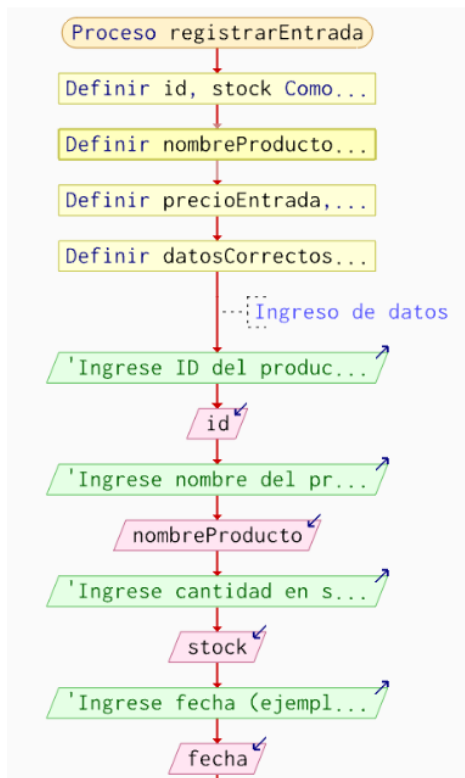 Proceso registrarEntrada
Definir id, stock Como...
Definir nombreProducto...
Definir precioEntrada,...
Definir datosCorrectos...
Ingreso de datos
'Ingrese ID del produc...
id
'Ingrese nombre del pr...
nombreProducto
'Ingrese cantidad en s...
stock
'Ingrese fecha (ejempl...
fecha